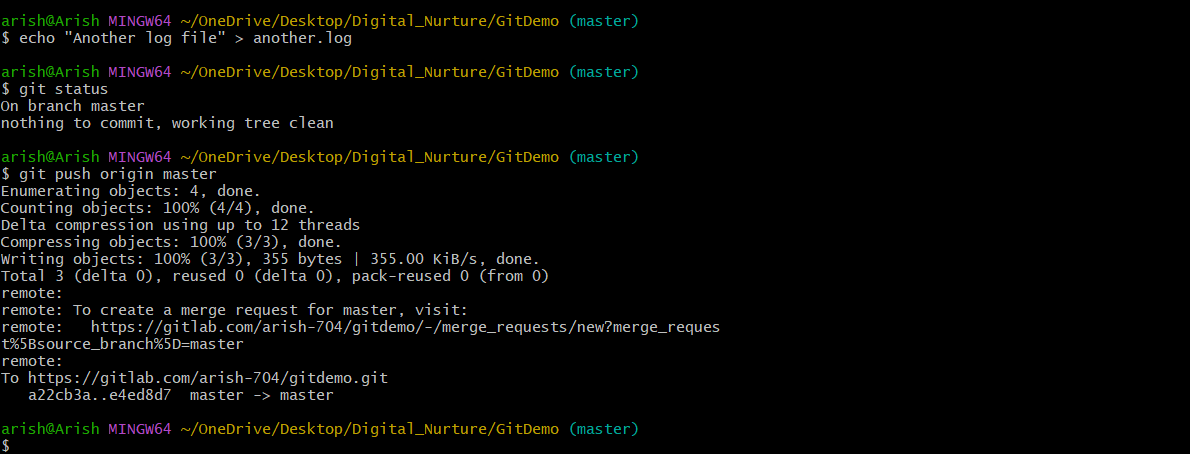 arish@Arish MINGW64 ~/OneDrive/Desktop/Digital_Nurture/GitDemo (master)
$ echo "Another log file" > another.log
arish@Arish MINGW64 ~/OneDrive/Desktop/Digital_Nurture/GitDemo (master)
$ git status
On branch master
nothing to commit, working tree clean
arish@Arish MINGW64 ~/OneDrive/Desktop/Digital_Nurture/GitDemo (master)
$ git push origin master
Enumerating objects: 4, done.
Counting objects: 100% (4/4), done.
Delta compression using up to 12 threads
Compressing objects: 100% (3/3), done.
Writing objects: 100% (3/3), 355 bytes | 355.00 KiB/s, done.
Total 3 (delta 0), reused 0 (delta 0), pack-reused 0 (from 0)
remote:
remote: To create a merge request for master, visit:
remote:   https://gitlab.com/arish-704/gitdemo/-/merge_requests/new?merge_reques
t%5Bsource_branch%5D=master
remote:
To https://gitlab.com/arish-704/gitdemo.git
   a22cb3a..e4ed8d7  master -> master
arish@Arish MINGW64 ~/OneDrive/Desktop/Digital_Nurture/GitDemo (master)
$